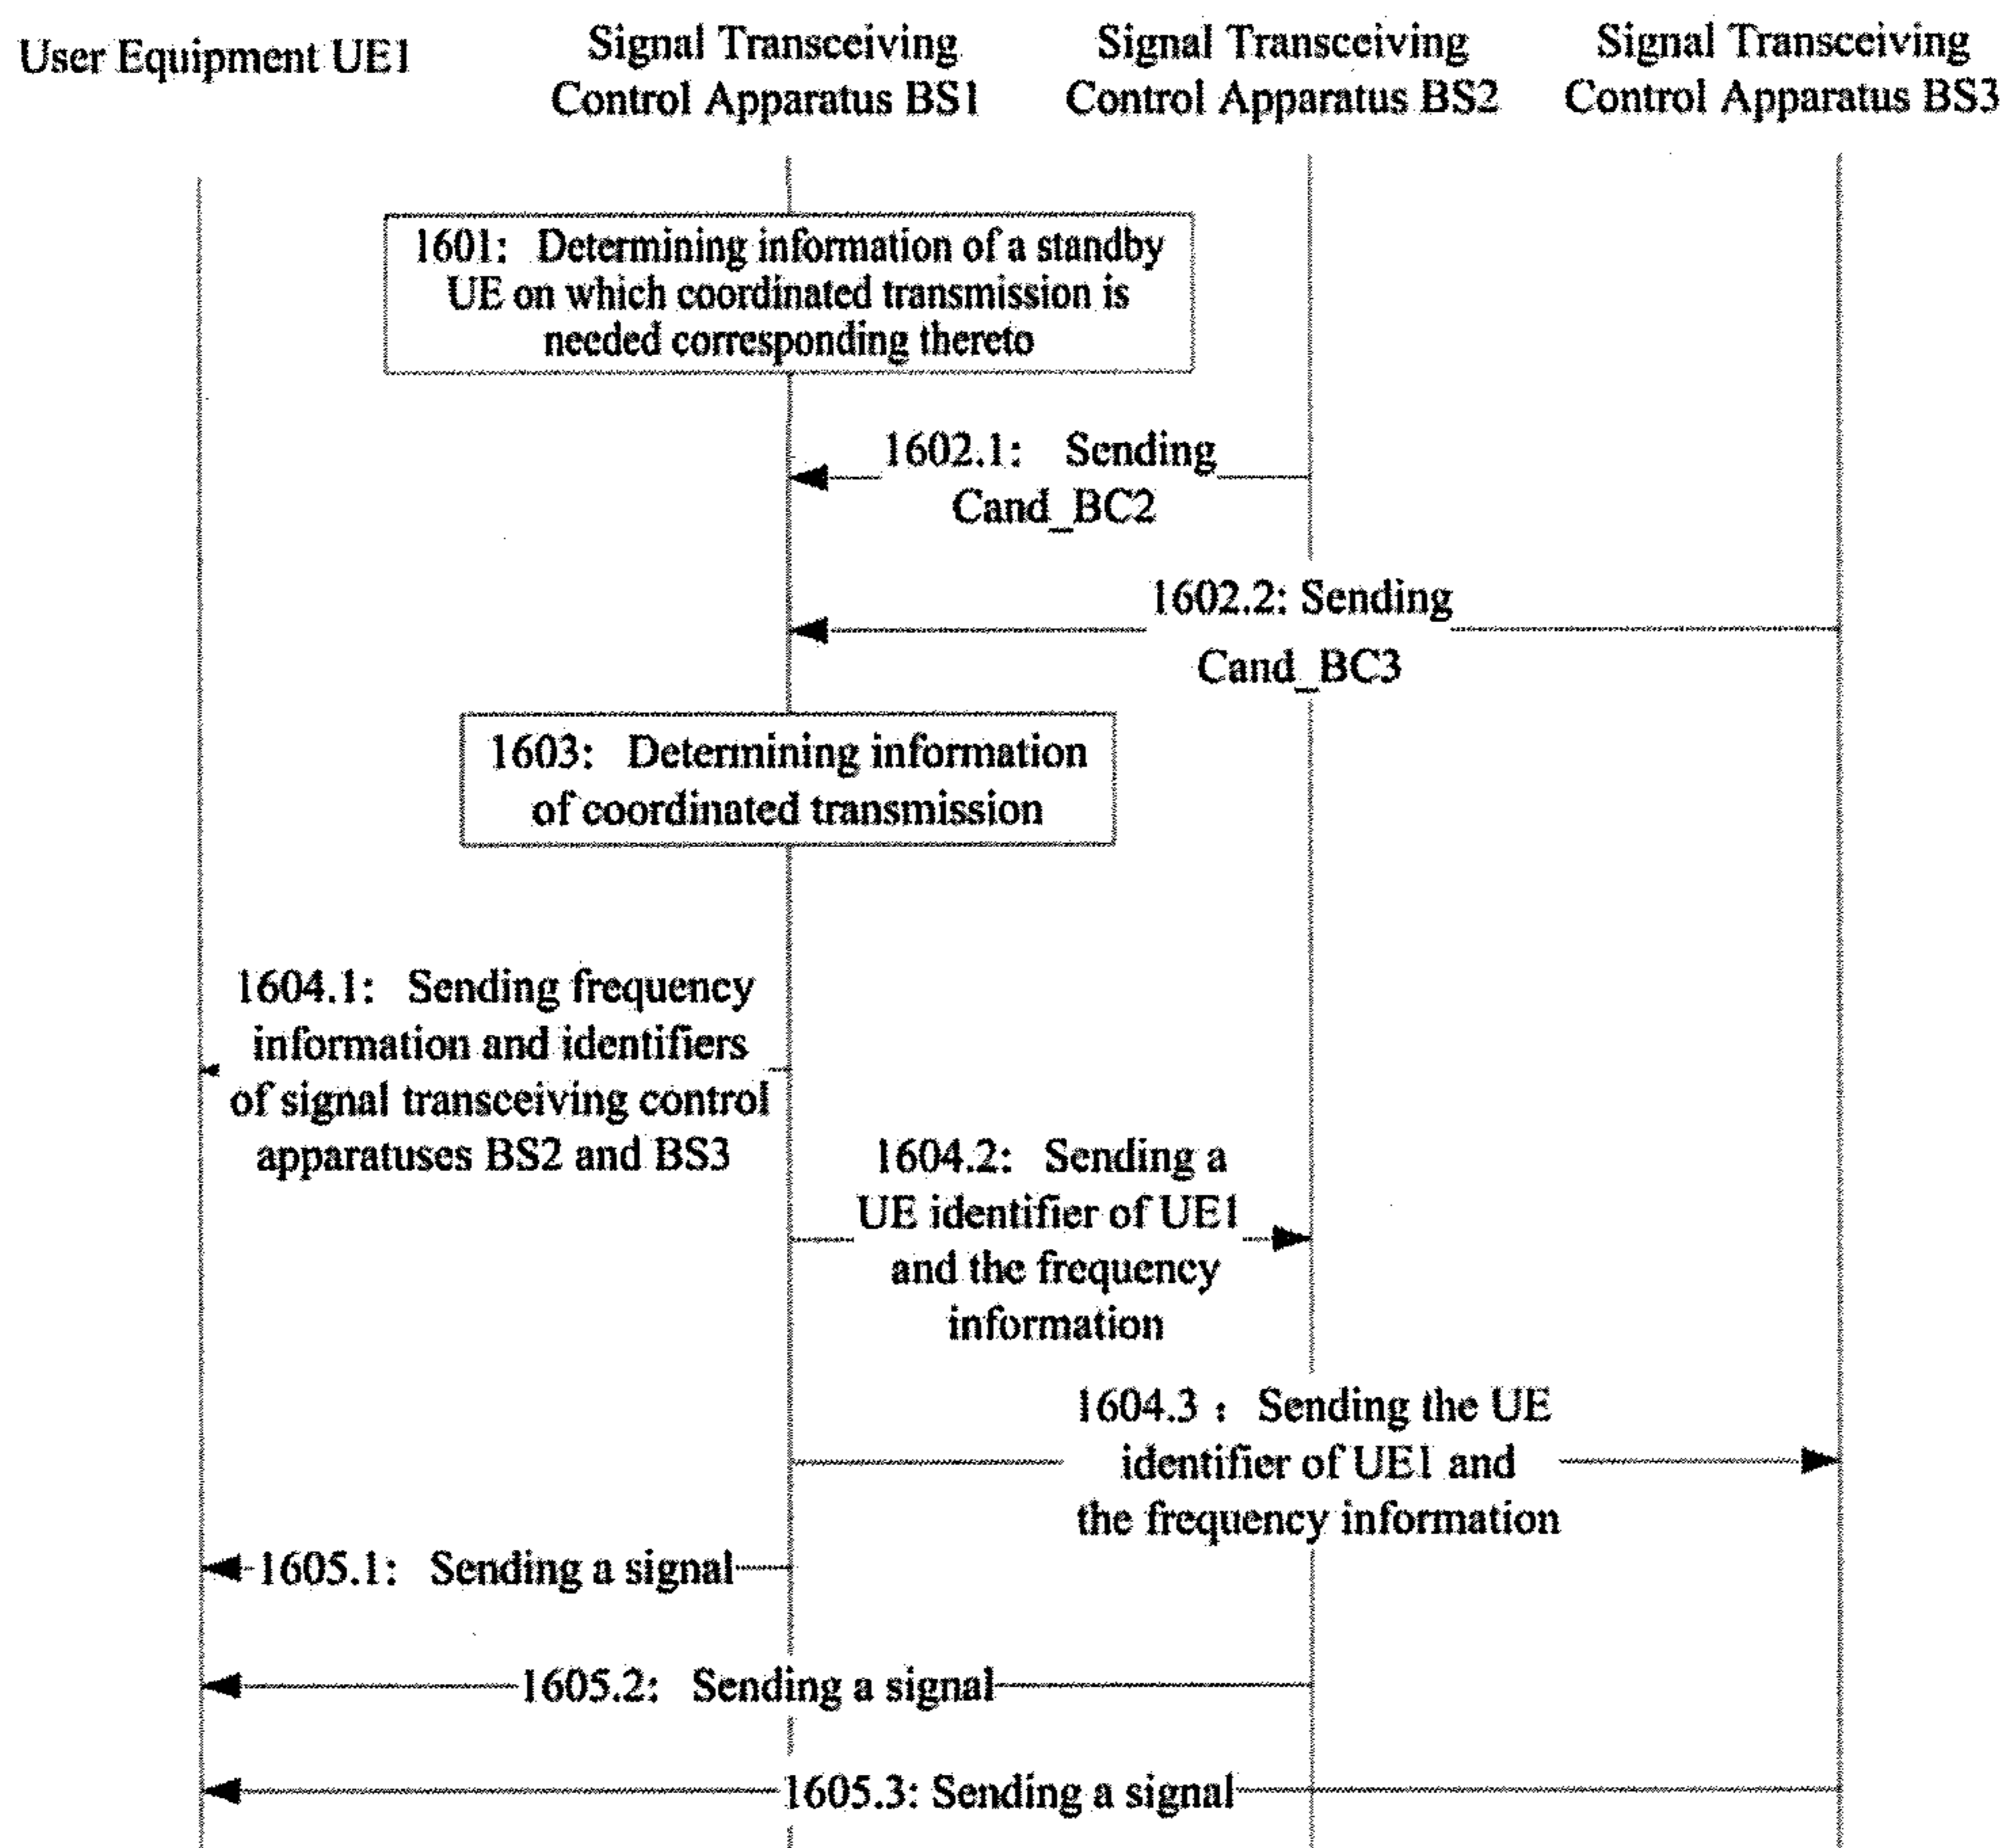 User Equipment UE1
Signal Transceiving
Control Apparatus BS1
Signal Transceiving
Control Apparatus BS2
Signal Transceiving
Control Apparatus BS3
1601: Determining information of a standby
UE on which coordinated transmission is
needed corresponding thereto
1602.1: Sending
Cand_BC2
1602.2: Sending
Cand_BC3
1603: Determining information
of coordinated transmission
1604.1: Sending frequency
information and identifiers
of signal transceiving control
apparatuses BS2 and BS3
1604.2: Sending a
UE identifier of UE1
and the frequency
information
1604.3 : Sending the UE
identifier of UE1 and
the frequency information
1605.1: Sending a signal
1605.2: Sending a signal
1605.3: Sending a signal